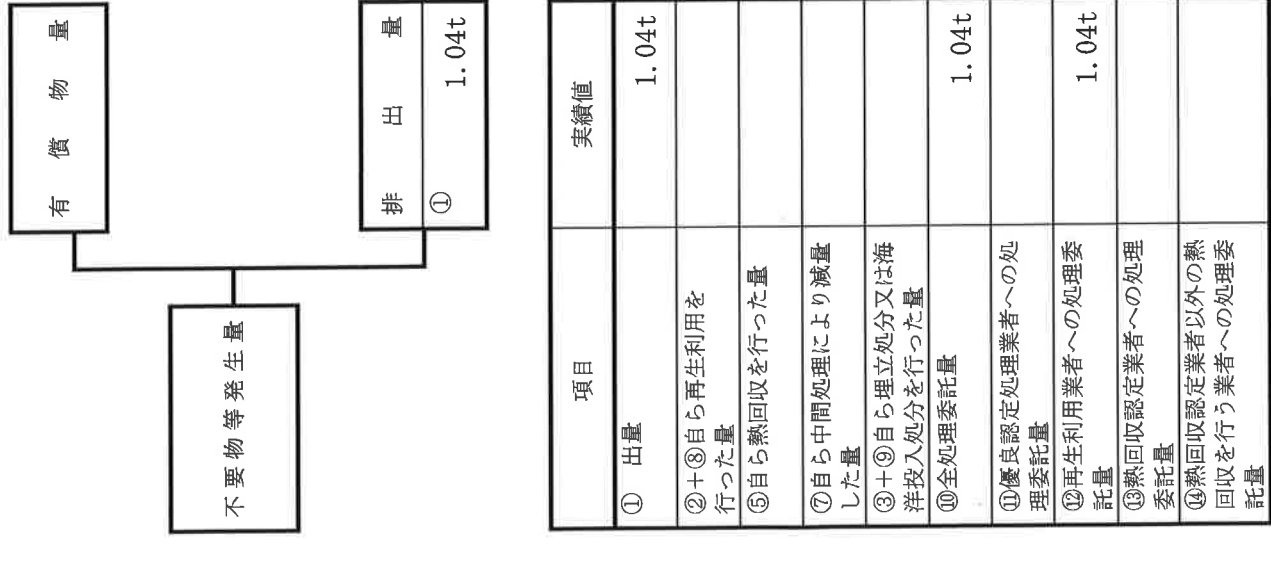 有償物量
不要物等発生量
排出量
① 1.04t
項目 実績値
① 出量 1.04t
②+⑧自ら再生利用を
行った量
⑤自ら熱回収を行った量
⑦自ら中間処理により減量
した量
③+⑨自ら埋立処分又は海
洋投入処分を行った量
⑩全処理委託量 1.04t
⑪優良認定処理業者への処
理委託量
⑫再生利用業者への処理委
託量 1.04t
⑬熱回収認定業者への処理
委託量
⑭熱回収認定業者以外の熱
回収を行う業者への処理委
託量